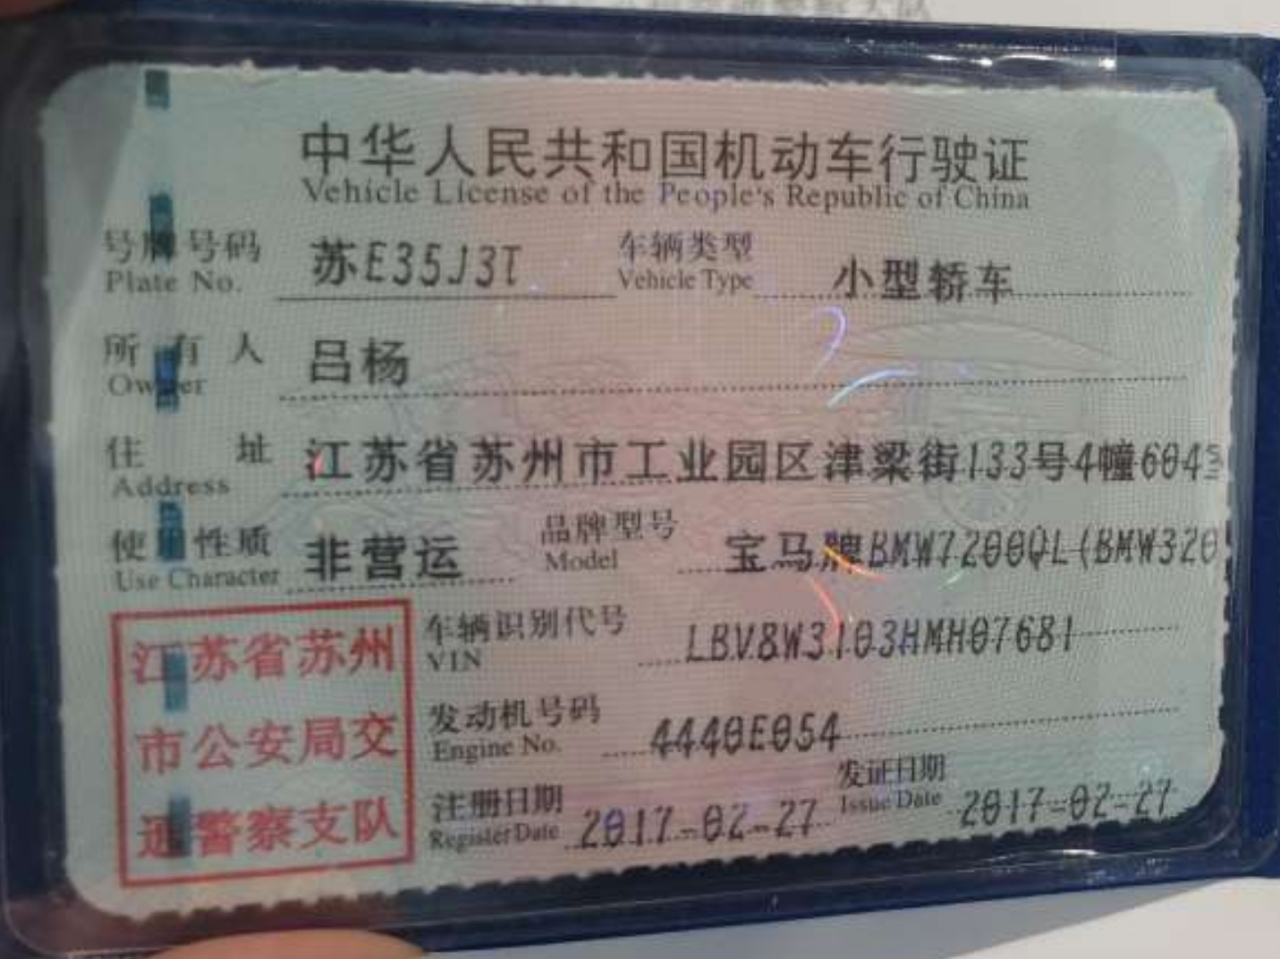 中华人民共和国机动车行驶证
Vehicle License of the People's Republic of China
号牌号码 苏E35J3T 车辆类型 小型轿车
Plate No. Vehicle Type
所有人 吕杨
Owner
住址 江苏省苏州市工业园区津梁街133号4幢604
Address
使用性质 非营运 品牌型号 宝马牌BMW7200QL(BMW320
Use Character Model
江苏省苏州
市公安局交
通警察支队
车辆识别代号 LBV8W3103HMH07681
VIN
发动机号码 4440E054
Engine No.
注册日期 2017-02-27 发证日期 2017-02-27
Register Date Issue Date